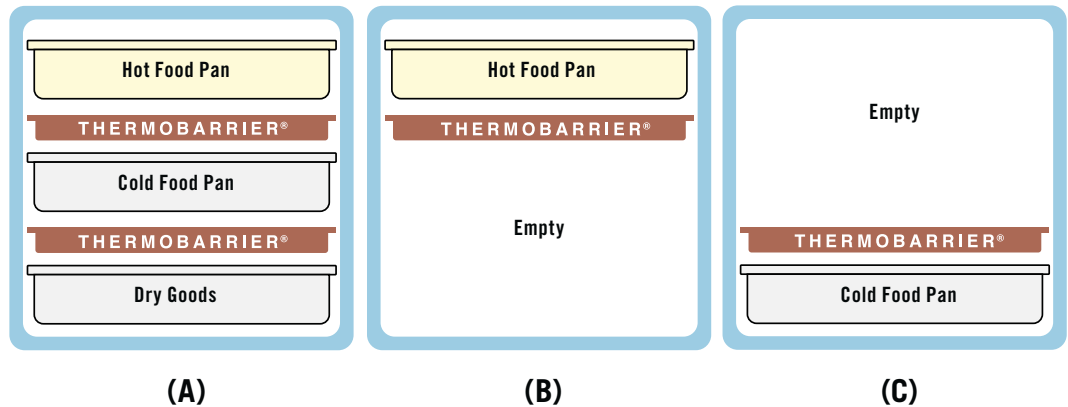 Hot Food Pan
THERMOBARRIER®
Cold Food Pan
THERMOBARRIER®
Dry Goods
(A)
Hot Food Pan
THERMOBARRIER®
Empty
(B)
Empty
THERMOBARRIER®
Cold Food Pan
(C)